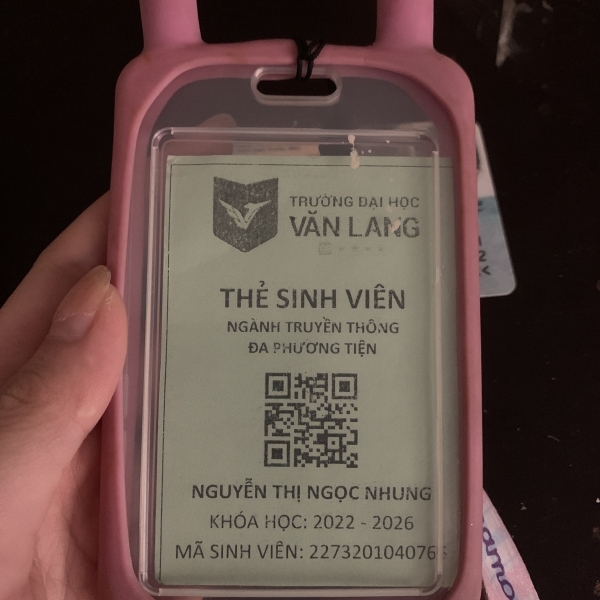 TRƯỜNG ĐẠI HỌC
VĂN LANG
THẺ SINH VIÊN
NGÀNH TRUYỀN THÔNG
ĐA PHƯƠNG TIỆN
NGUYỄN THỊ NGỌC NHUNG
KHÓA HỌC: 2022 - 2026
MÃ SINH VIÊN:
amo